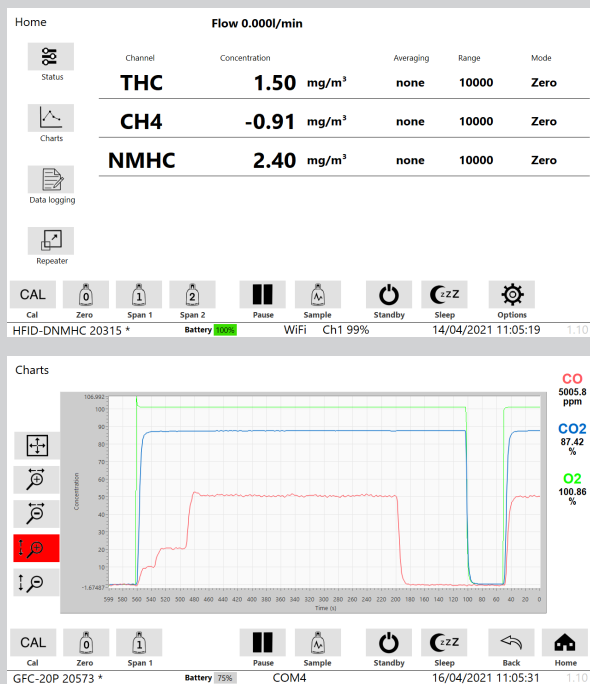 Home Flow 0.000l/min
Channel Concentration Averaging Range Mode
Status
THC 1.50 mg/m³ none 10000 Zero
CH4 -0.91 mg/m³ none 10000 Zero
Charts
NMHC 2.40 mg/m³ none 10000 Zero
Data logging
Repeater
CAL 0 1 2 zzZ
Cal Zero Span 1 Span 2 Pause Sample Standby Sleep Options
HFID-DNMHC 20315 * Battery 100% WiFi Ch1 99% 14/04/2021 11:05:19 1.10
Charts
CO
5005.8
ppm
CO2
87.42
%
O2
100.86
%
106.992
100
90
80
70
60
50
40
30
20
10
-1.67487
Concentration
599 580 560 540 520 500 480 460 440 420 400 380 360 340 320 300 280 260 240 220 200 180 160 140 120 100 80 60 40 20 0
Time (s)
CAL 0 1 zzZ
Cal Zero Span 1 Pause Sample Standby Sleep Back Home
GFC-20P 20573 * Battery 75% COM4 16/04/2021 11:05:31 1.10